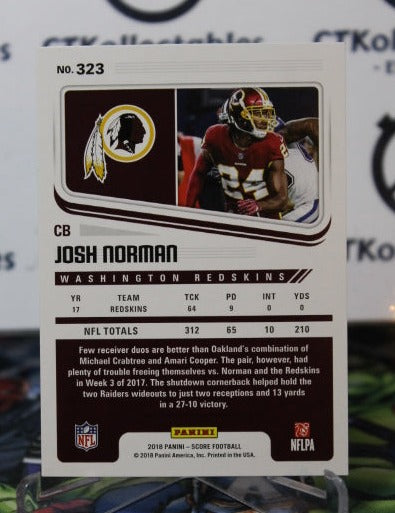 CTKollectables
CTKol
- E
NO. 323
24
CB
JOSH NORMAN
WASHINGTON REDSKINS
YR TEAM TCK PD INT YDS
17 REDSKINS 64 9 0 0
NFL TOTALS 312 65 10 210
Few receiver duos are better than Oakland's combination of
Michael Crabtree and Amari Cooper. The pair, however, had
plenty of trouble freeing themselves vs. Norman and the Redskins
in Week 3 of 2017. The shutdown cornerback helped hold the
two Raiders wideouts to just two receptions and 13 yards
in a 27-10 victory.
NFL
PANINI
NFLPA
2018 PANINI – SCORE FOOTBALL
© 2018 Panini America, Inc. Printed in the USA.